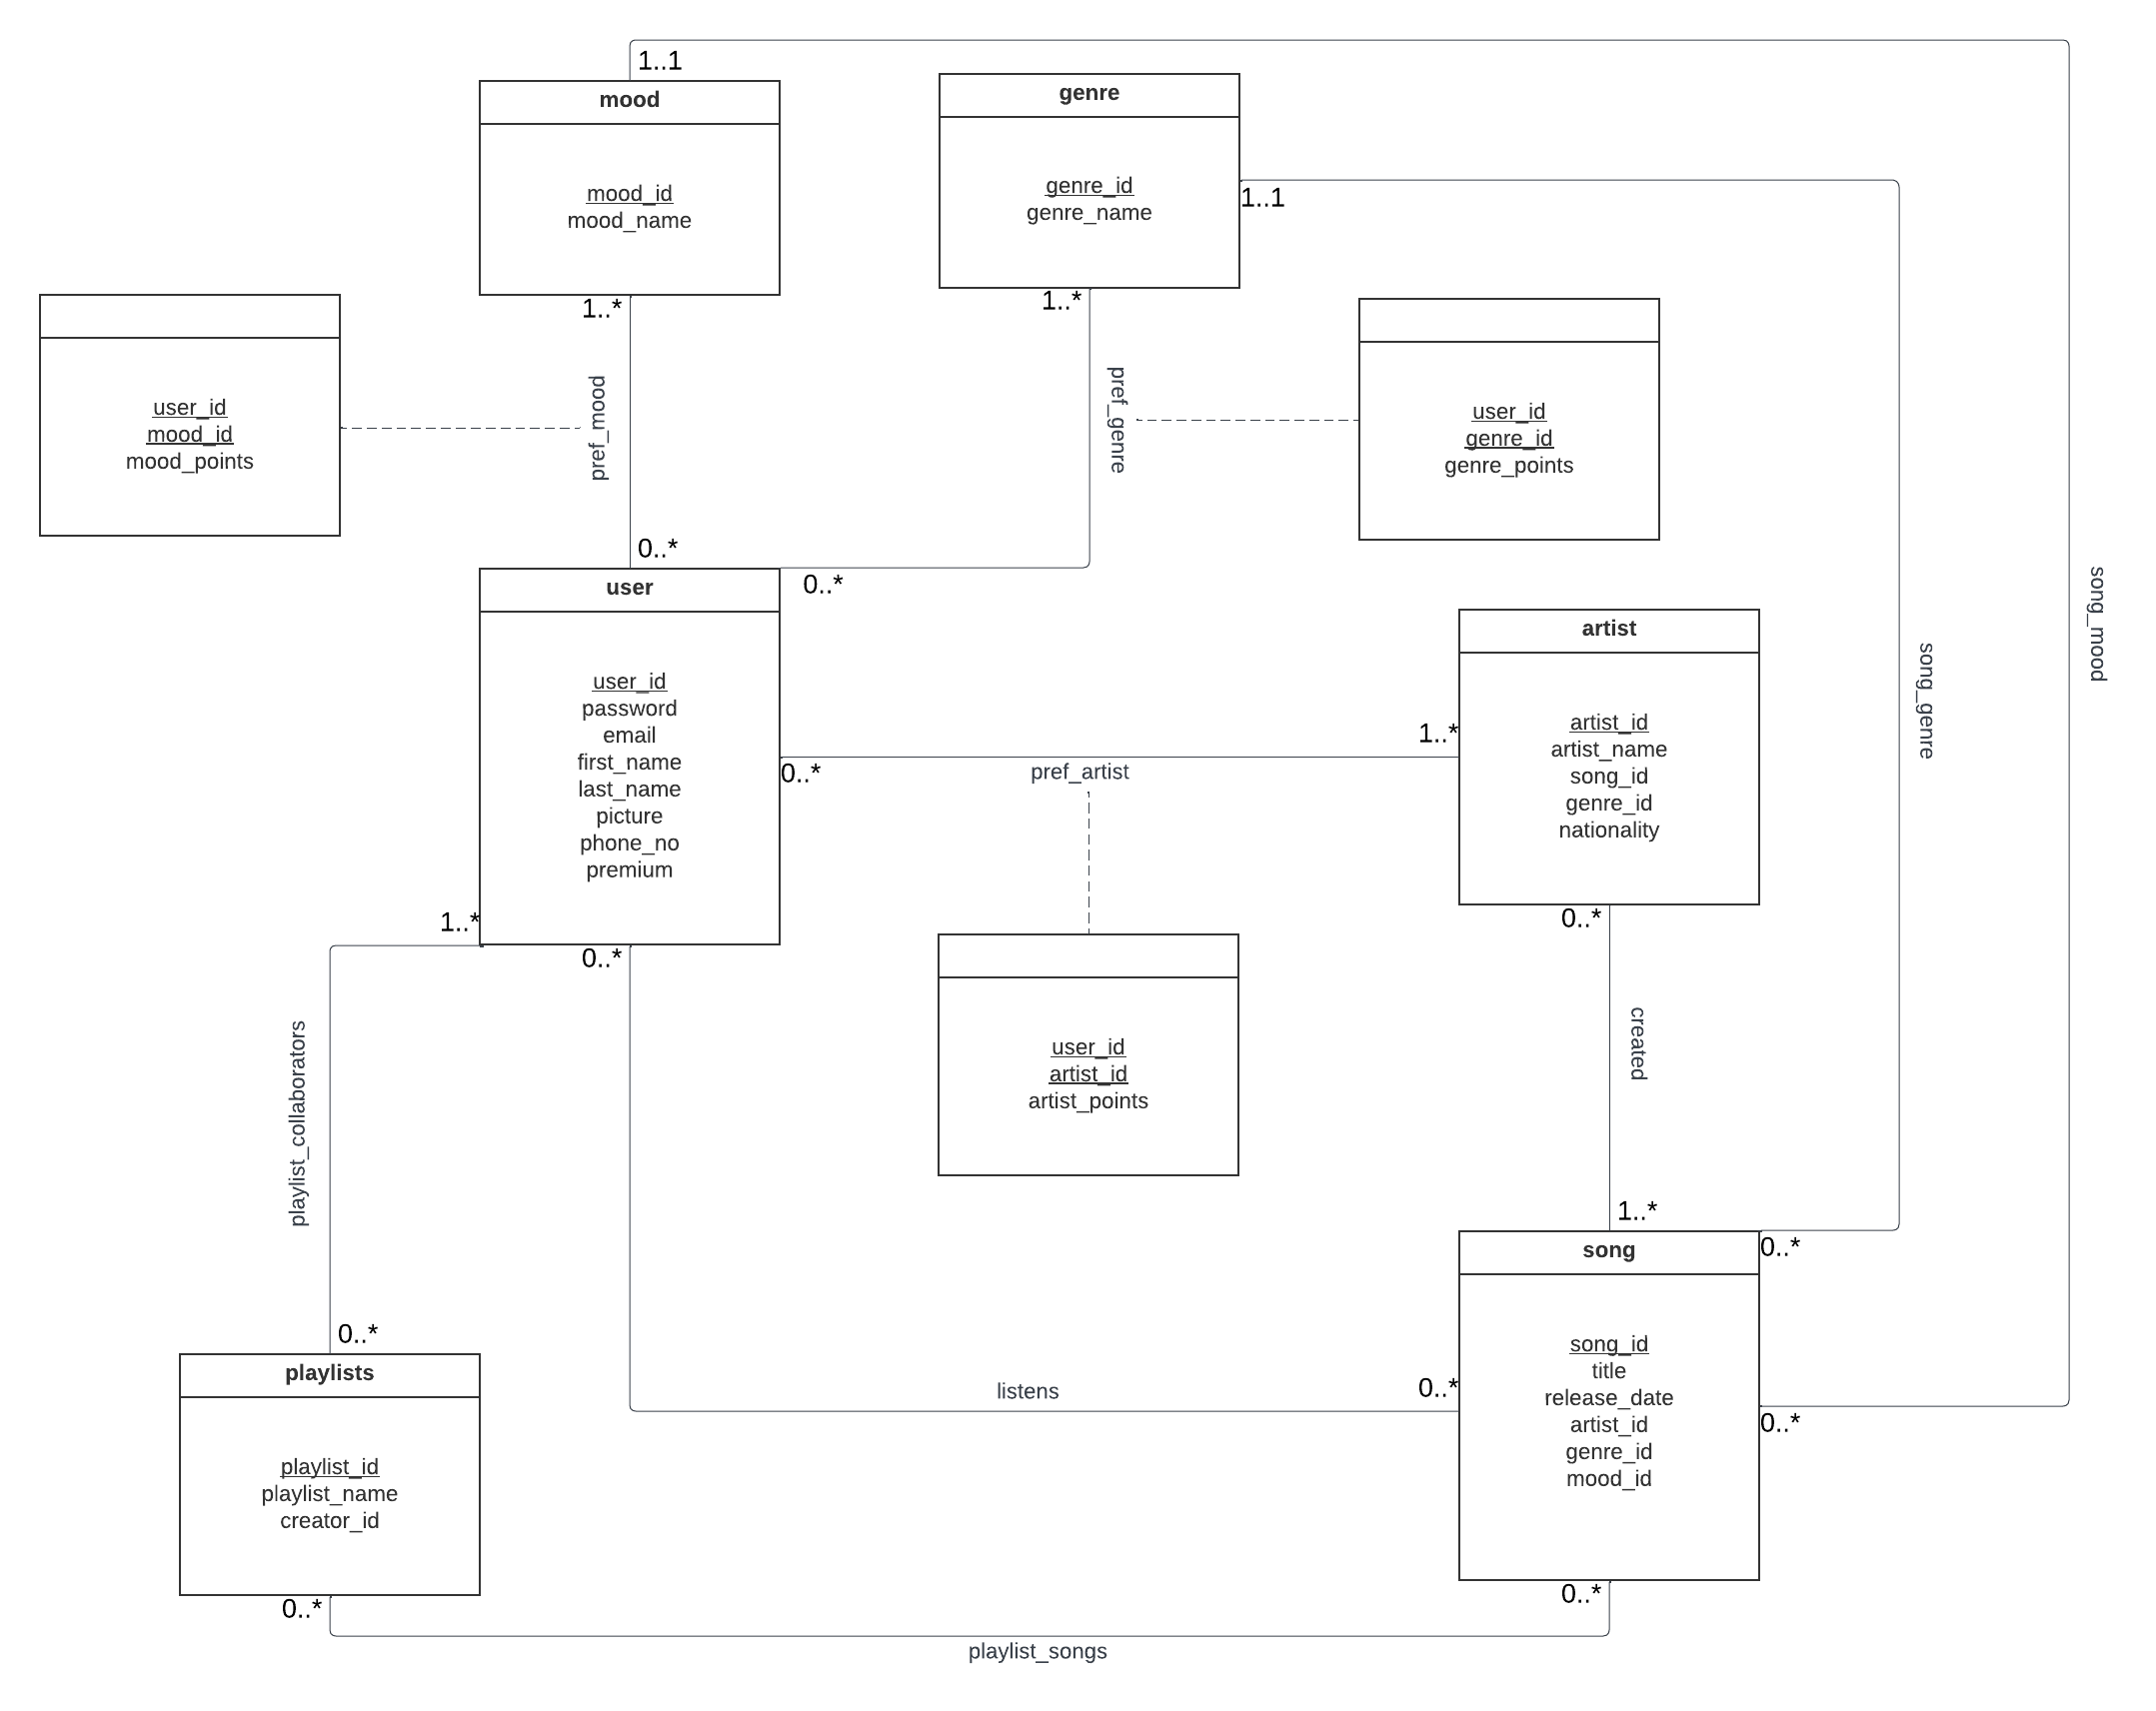 1..1
mood
mood_id
mood_name
1..*
genre
genre_id
genre_name
1..1
1..*
user_id
mood_id
mood_points
pref_mood
pref_genre
user_id
genre_id
genre_points
0..*
0..*
user
user_id
password
email
first_name
last_name
picture
phone_no
premium
1..*
0..*
0..*
pref_artist
1..*
artist
artist_id
artist_name
song_id
genre_id
nationality
0..*
song_genre
song_mood
user_id
artist_id
artist_points
created
playlist_collaborators
1..*
0..*
song
song_id
title
release_date
artist_id
genre_id
mood_id
0..*
0..*
listens
0..*
playlists
playlist_id
playlist_name
creator_id
0..*
0..*
playlist_songs